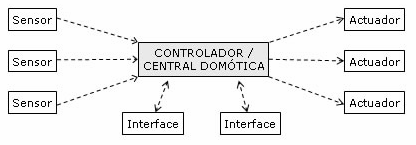 Sensor
Actuador
CONTROLADOR /
CENTRAL DOMÓTICA
Sensor
Actuador
Sensor
Actuador
Interface
Interface